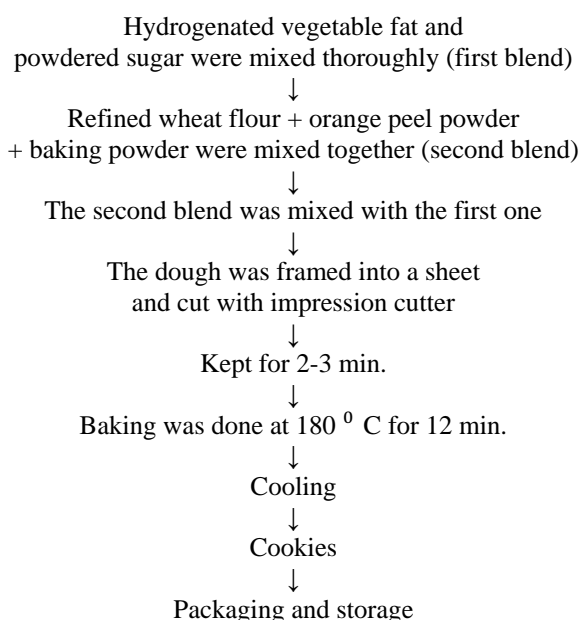 Hydrogenated vegetable fat and
powdered sugar were mixed thoroughly (first blend)
↓
Refined wheat flour + orange peel powder
+ baking powder were mixed together (second blend)
↓
The second blend was mixed with the first one
↓
The dough was framed into a sheet
and cut with impression cutter
↓
Kept for 2-3 min.
↓
Baking was done at 180 ⁰ C for 12 min.
↓
Cooling
↓
Cookies
↓
Packaging and storage